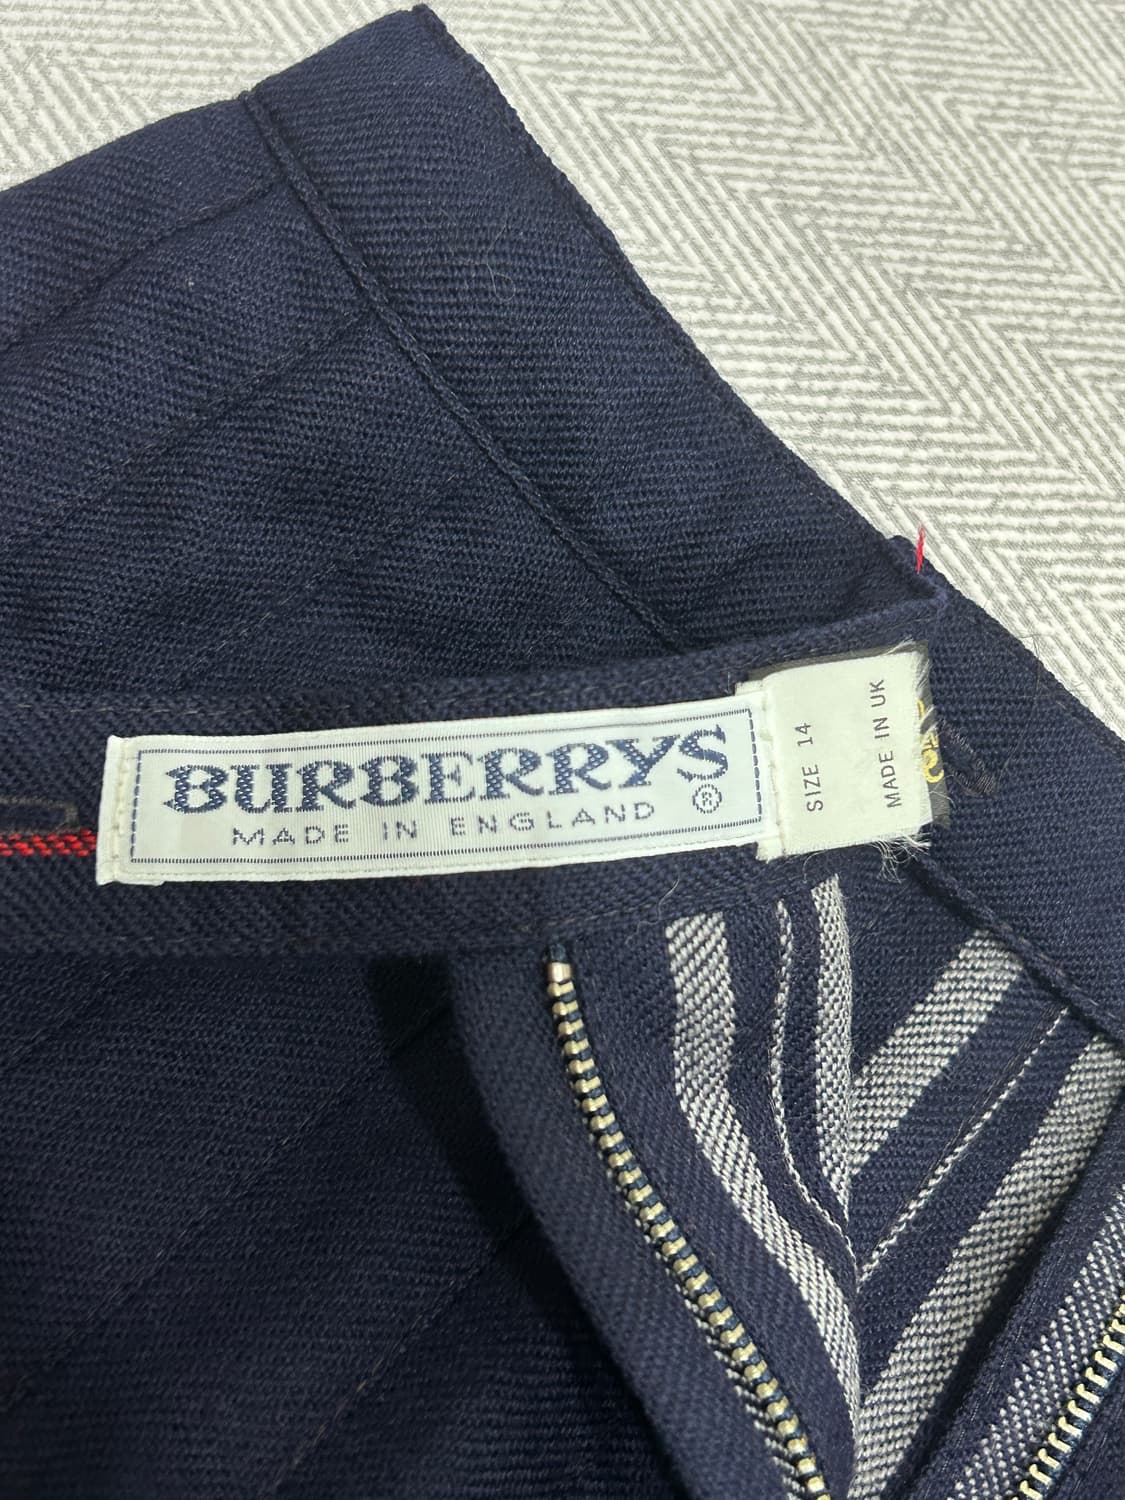 BURBERRYS
MADE IN ENGLAND ®
SIZE 14
MADE IN UK